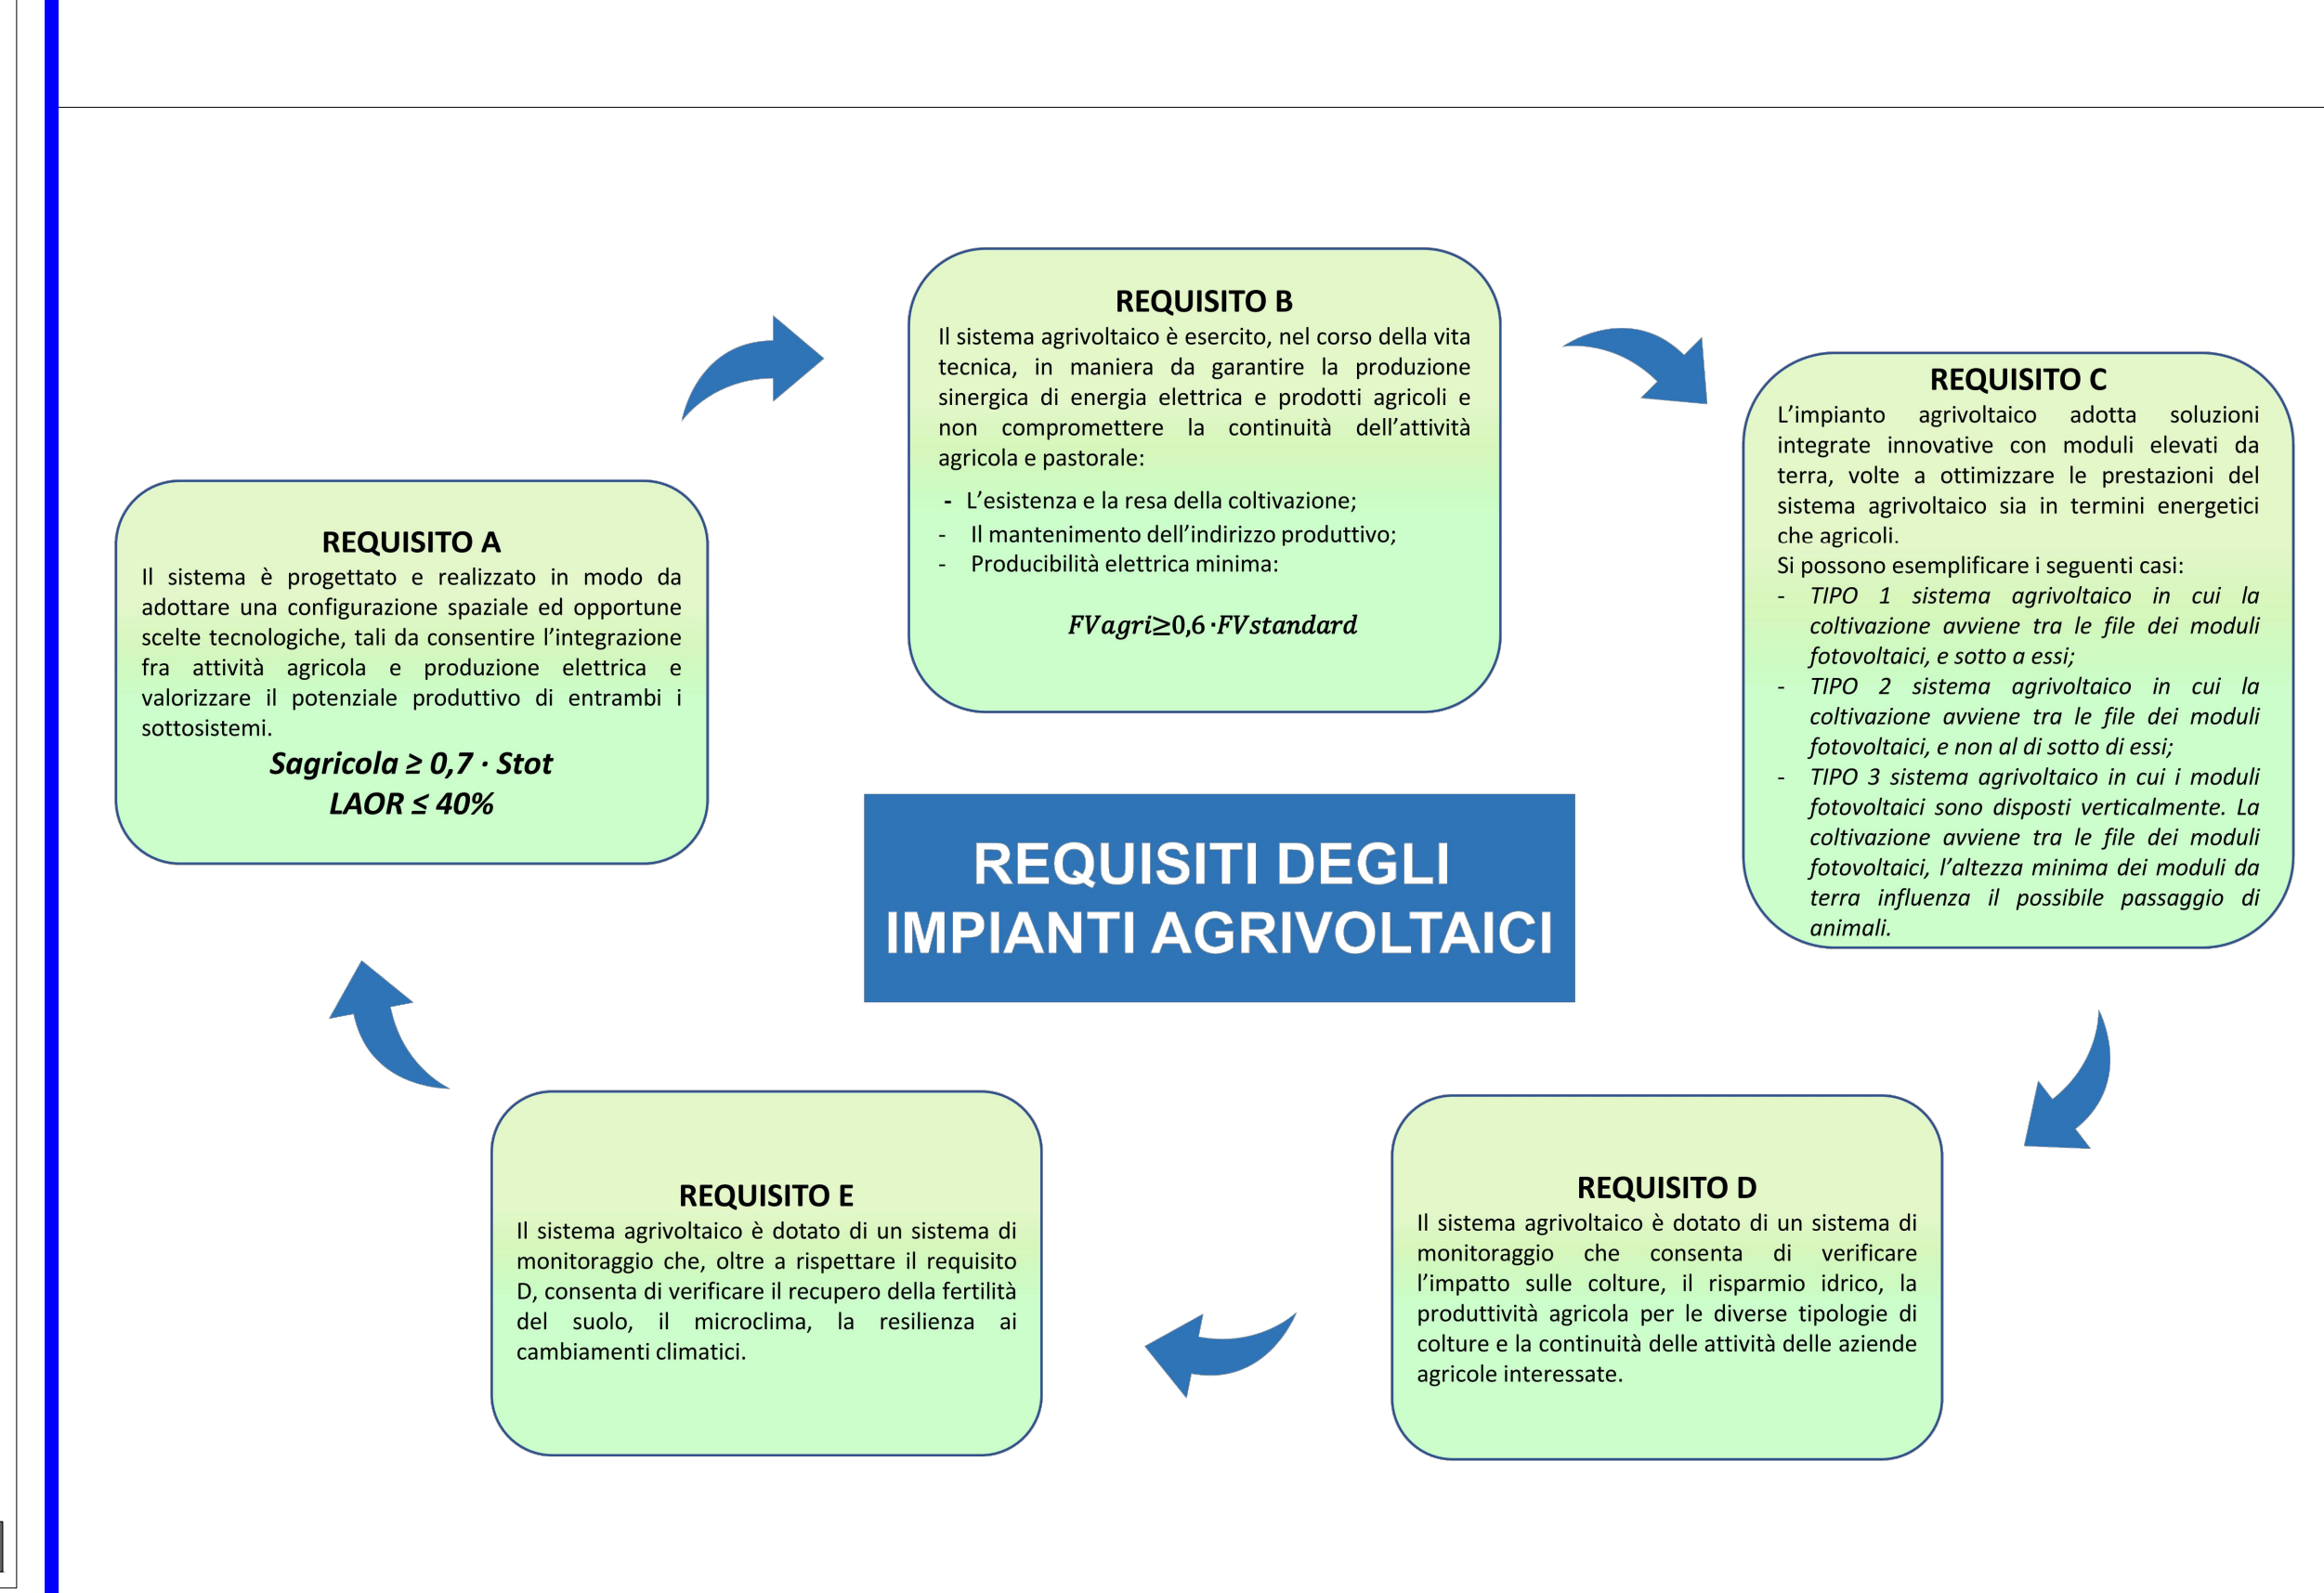 REQUISITO A
Il sistema è progettato e realizzato in modo da
adottare una configurazione spaziale ed opportune
scelte tecnologiche, tali da consentire l’integrazione
fra attività agricola e produzione elettrica e
valorizzare il potenziale produttivo di entrambi i
sottosistemi.
Sagricola ≥ 0,7 · Stot
LAOR ≤ 40%
REQUISITO B
Il sistema agrivoltaico è esercito, nel corso della vita
tecnica, in maniera da garantire la produzione
sinergica di energia elettrica e prodotti agricoli e
non compromettere la continuità dell’attività
agricola e pastorale:
- L’esistenza e la resa della coltivazione;
- Il mantenimento dell’indirizzo produttivo;
- Producibilità elettrica minima:
FVagri≥0,6 ·FVstandard
REQUISITO C
L’impianto agrivoltaico adotta soluzioni
integrate innovative con moduli elevati da
terra, volte a ottimizzare le prestazioni del
sistema agrivoltaico sia in termini energetici
che agricoli.
Si possono esemplificare i seguenti casi:
- TIPO 1 sistema agrivoltaico in cui la
coltivazione avviene tra le file dei moduli
fotovoltaici, e sotto a essi;
- TIPO 2 sistema agrivoltaico in cui la
coltivazione avviene tra le file dei moduli
fotovoltaici, e non al di sotto di essi;
- TIPO 3 sistema agrivoltaico in cui i moduli
fotovoltaici sono disposti verticalmente. La
coltivazione avviene tra le file dei moduli
fotovoltaici, l’altezza minima dei moduli da
terra influenza il possibile passaggio di
animali.
REQUISITI DEGLI
IMPIANTI AGRIVOLTAICI
REQUISITO D
Il sistema agrivoltaico è dotato di un sistema di
monitoraggio che consenta di verificare
l’impatto sulle colture, il risparmio idrico, la
produttività agricola per le diverse tipologie di
colture e la continuità delle attività delle aziende
agricole interessate.
REQUISITO E
Il sistema agrivoltaico è dotato di un sistema di
monitoraggio che, oltre a rispettare il requisito
D, consenta di verificare il recupero della fertilità
del suolo, il microclima, la resilienza ai
cambiamenti climatici.